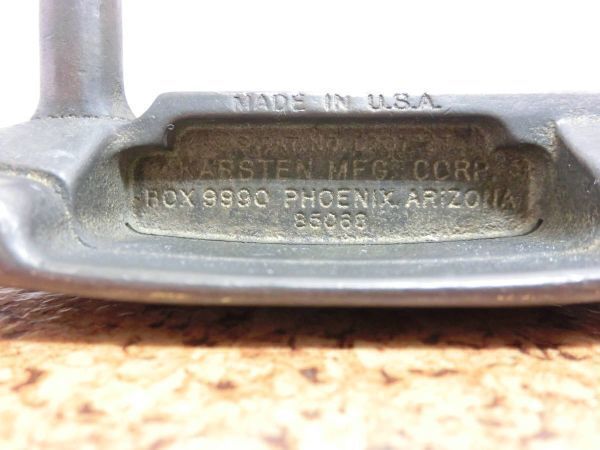 MADE IN U.S.A.
KARSTEN MFG. CORP.
BOX 9990 PHOENIX, ARIZONA
85068